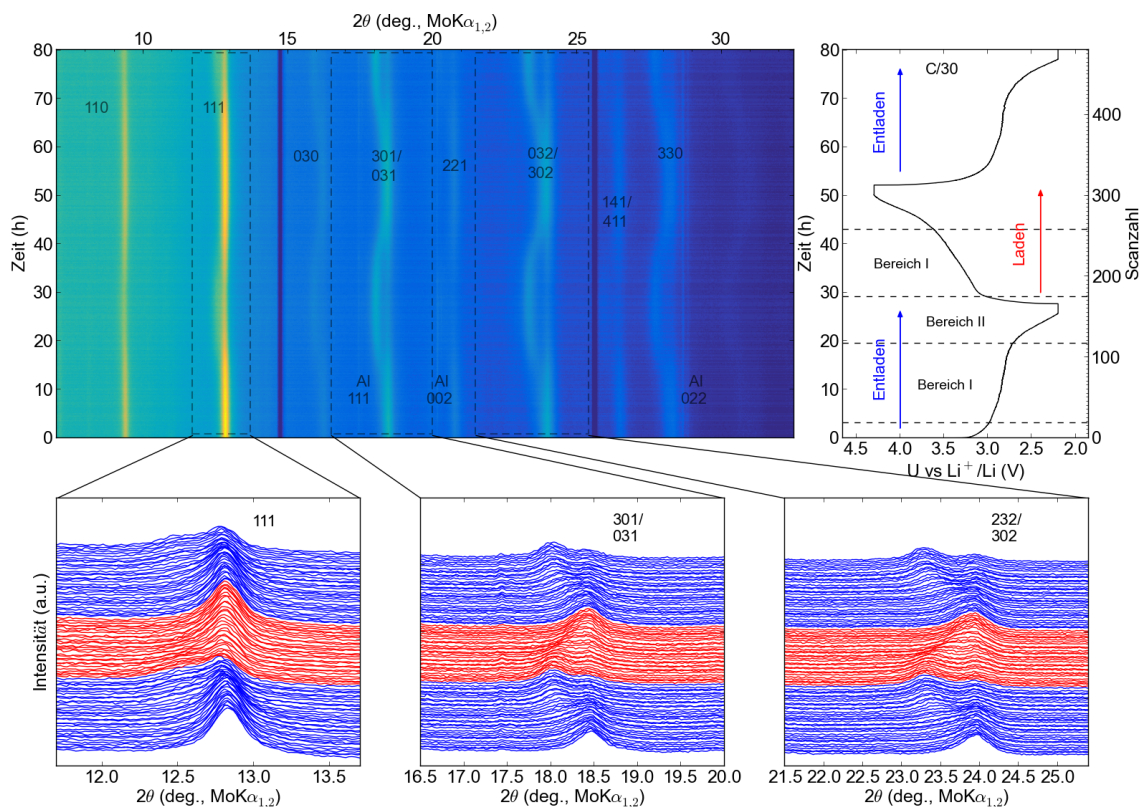 2θ (deg., MoKα1,2)
10 15 20 25 30
80
70
60
50
40
30
20
10
0
Zeit (h)
110
111
030
301/
031
221
032/
302
141/
411
330
Al
111
Al
002
Al
022
80
70
60
50
40
30
20
10
0
Zeit (h)
C/30
Entladen
Laden
Bereich I
Bereich II
Entladen
Bereich I
400
300
200
100
0
Scanzahl
4.5 4.0 3.5 3.0 2.5 2.0
U vs Li+/Li (V)
Intensität (a.u.)
111
12.0 12.5 13.0 13.5
2θ (deg., MoKα1,2)
301/
031
16.5 17.0 17.5 18.0 18.5 19.0 19.5 20.0
2θ (deg., MoKα1,2)
232/
302
21.5 22.0 22.5 23.0 23.5 24.0 24.5 25.0
2θ (deg., MoKα1,2)